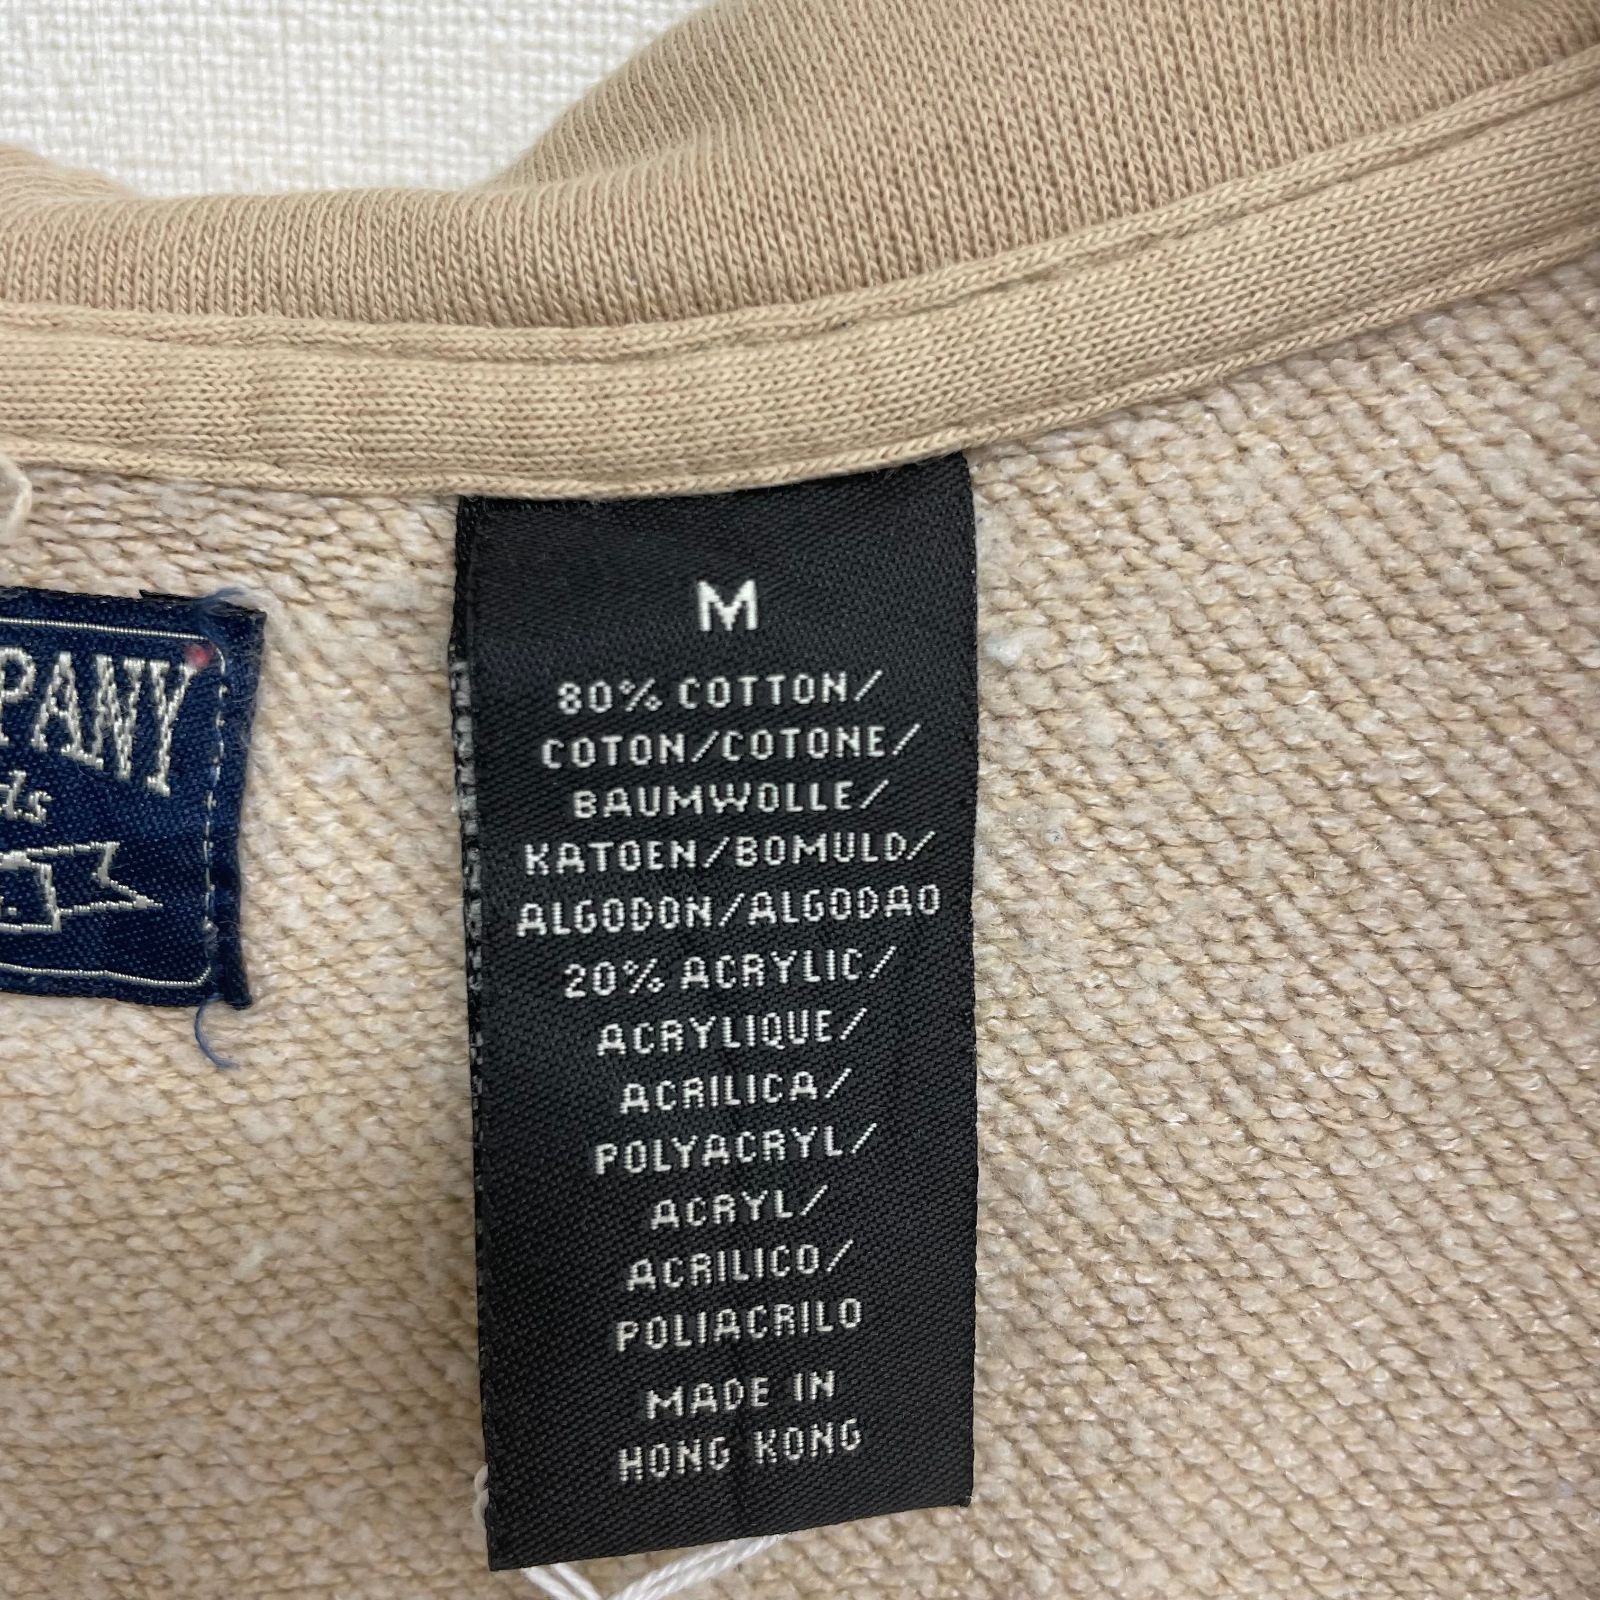 M
80% COTTON/
COTON/COTONE/
BAUMWOLLE/
KATOEN/BOMULD/
ALGODON/ALGODAO
20% ACRYLIC/
ACRYLIQUE/
ACRILICA/
POLYACRYL/
ACRYL/
ACRILICO/
POLIACRILO
MADE IN
HONG KONG